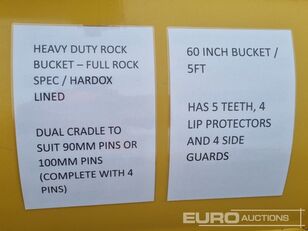 HEAVY DUTY ROCK
BUCKET – FULL ROCK
SPEC / HARDOX
LINED
DUAL CRADLE TO
SUIT 90MM PINS OR
100MM PINS
(COMPLETE WITH 4
PINS)
60 INCH BUCKET /
5FT
HAS 5 TEETH, 4
LIP PROTECTORS
AND 4 SIDE
GUARDS
EURO AUCTIONS